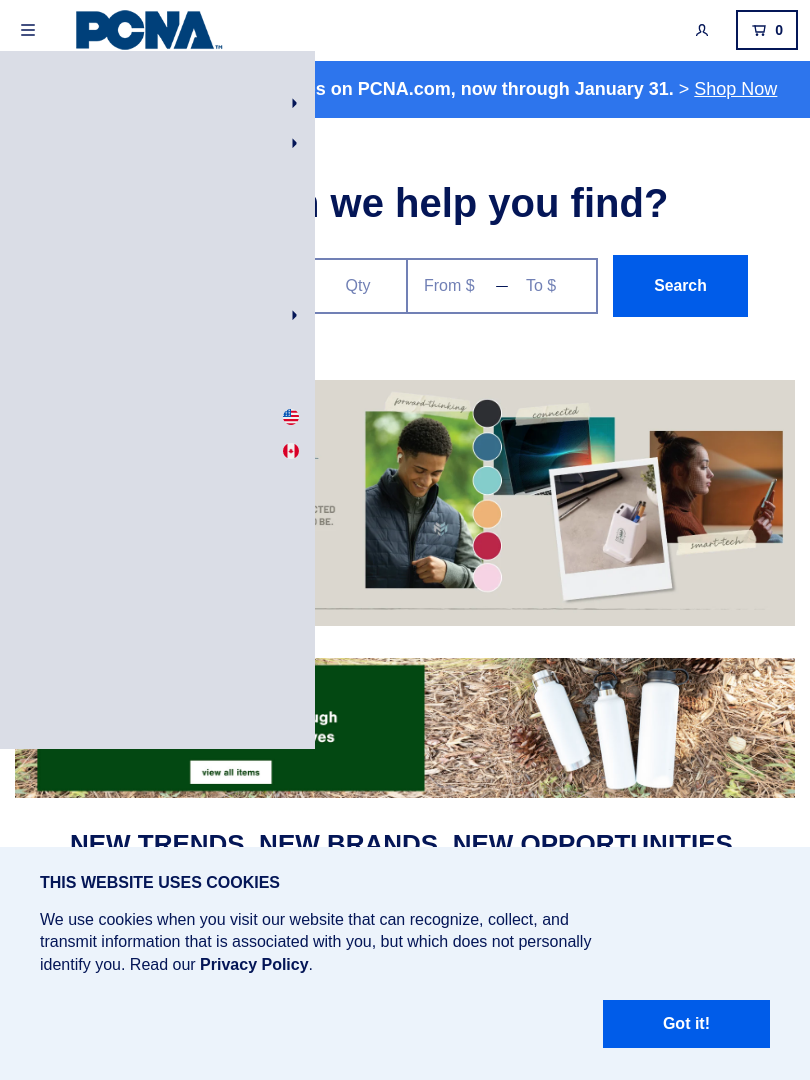 PCNA™
0
s on PCNA.com, now through January 31. > Shop Now
we help you find?
Qty
From $ — To $
Search
forward-thinking
connected
CTED
BE.
smart-tech
view all items
NEW TRENDS, NEW BRANDS, NEW OPPORTUNITIES
THIS WEBSITE USES COOKIES
We use cookies when you visit our website that can recognize, collect, and
transmit information that is associated with you, but which does not personally
identify you. Read our Privacy Policy.
Got it!